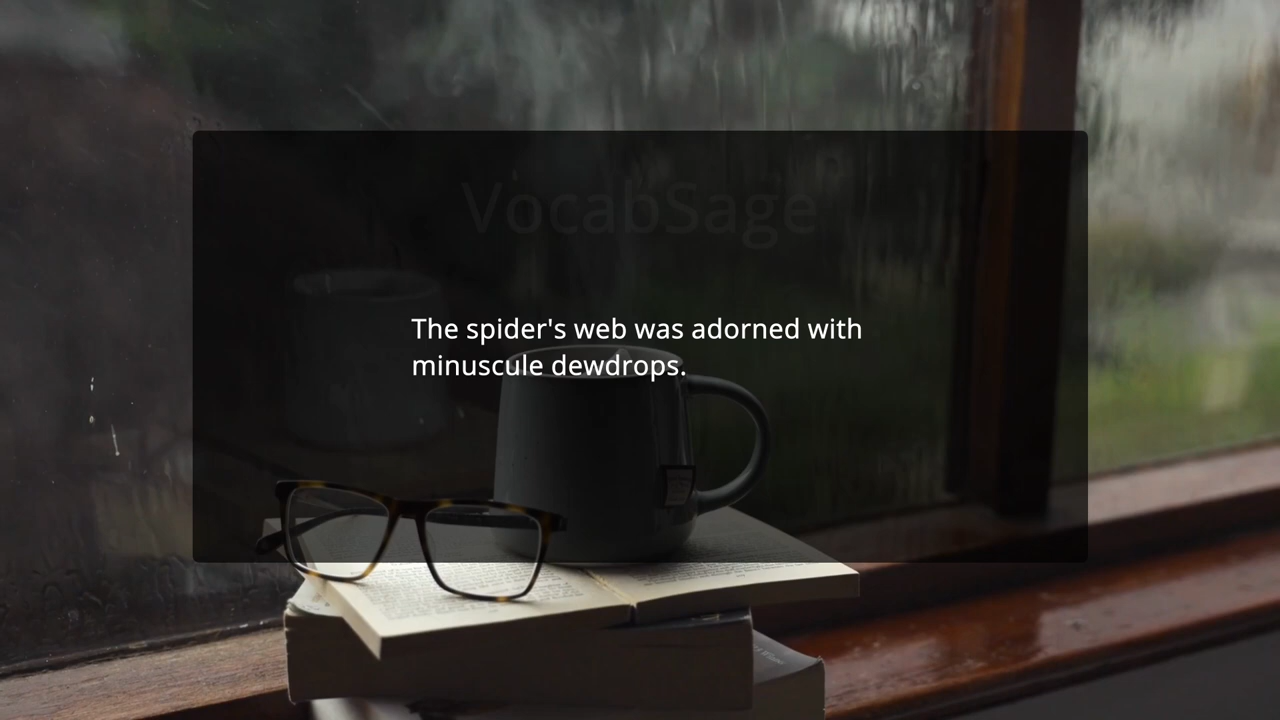 VocabSage
The spider's web was adorned with
minuscule dewdrops.